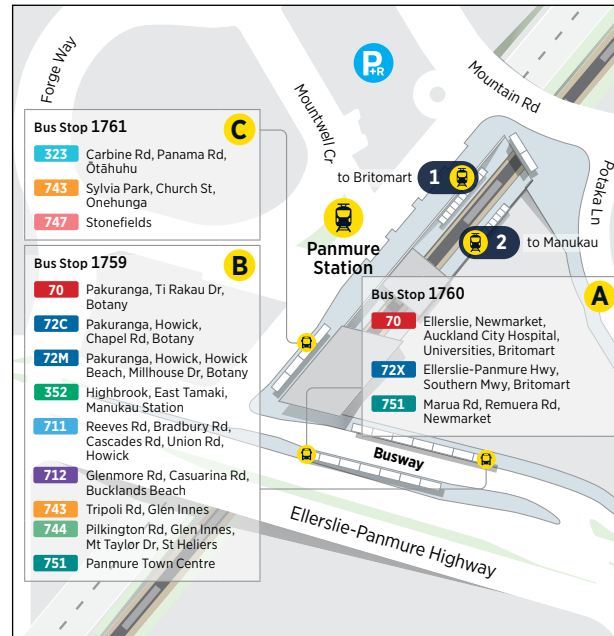 Forge Way
Mountwell Cr
P+R
Mountain Rd
Potaka Ln
Bus Stop 1761
C
323 Carbine Rd, Panama Rd,
Ōtāhuhu
743 Sylvia Park, Church St,
Onehunga
747 Stonefields
to Britomart 1
2 to Manukau
Panmure
Station
Bus Stop 1759
B
70 Pakuranga, Ti Rakau Dr,
Botany
72C Pakuranga, Howick,
Chapel Rd, Botany
72M Pakuranga, Howick, Howick
Beach, Millhouse Dr, Botany
352 Highbrook, East Tamaki,
Manukau Station
711 Reeves Rd, Bradbury Rd,
Cascades Rd, Union Rd,
Howick
712 Glenmore Rd, Casuarina Rd,
Bucklands Beach
743 Tripoli Rd, Glen Innes
744 Pilkington Rd, Glen Innes,
Mt Taylor Dr, St Heliers
751 Panmure Town Centre
Bus Stop 1760
A
70 Ellerslie, Newmarket,
Auckland City Hospital,
Universities, Britomart
72X Ellerslie-Panmure Hwy,
Southern Mwy, Britomart
751 Marua Rd, Remuera Rd,
Newmarket
Busway
Ellerslie-Panmure Highway